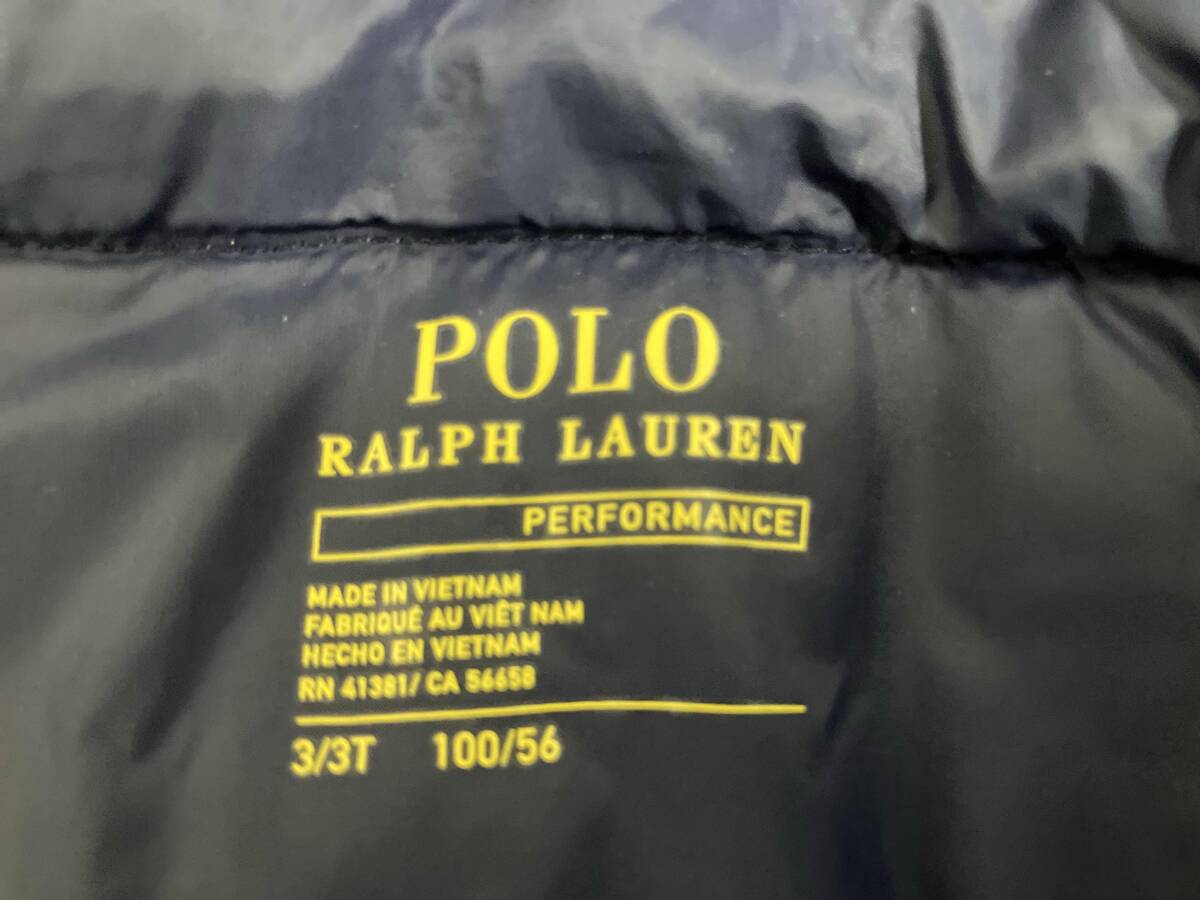 POLO
RALPH LAUREN
PERFORMANCE
MADE IN VIETNAM
FABRIQUÉ AU VIÊT NAM
HECHO EN VIETNAM
RN 41381/ CA 56658
3/3T 100/56